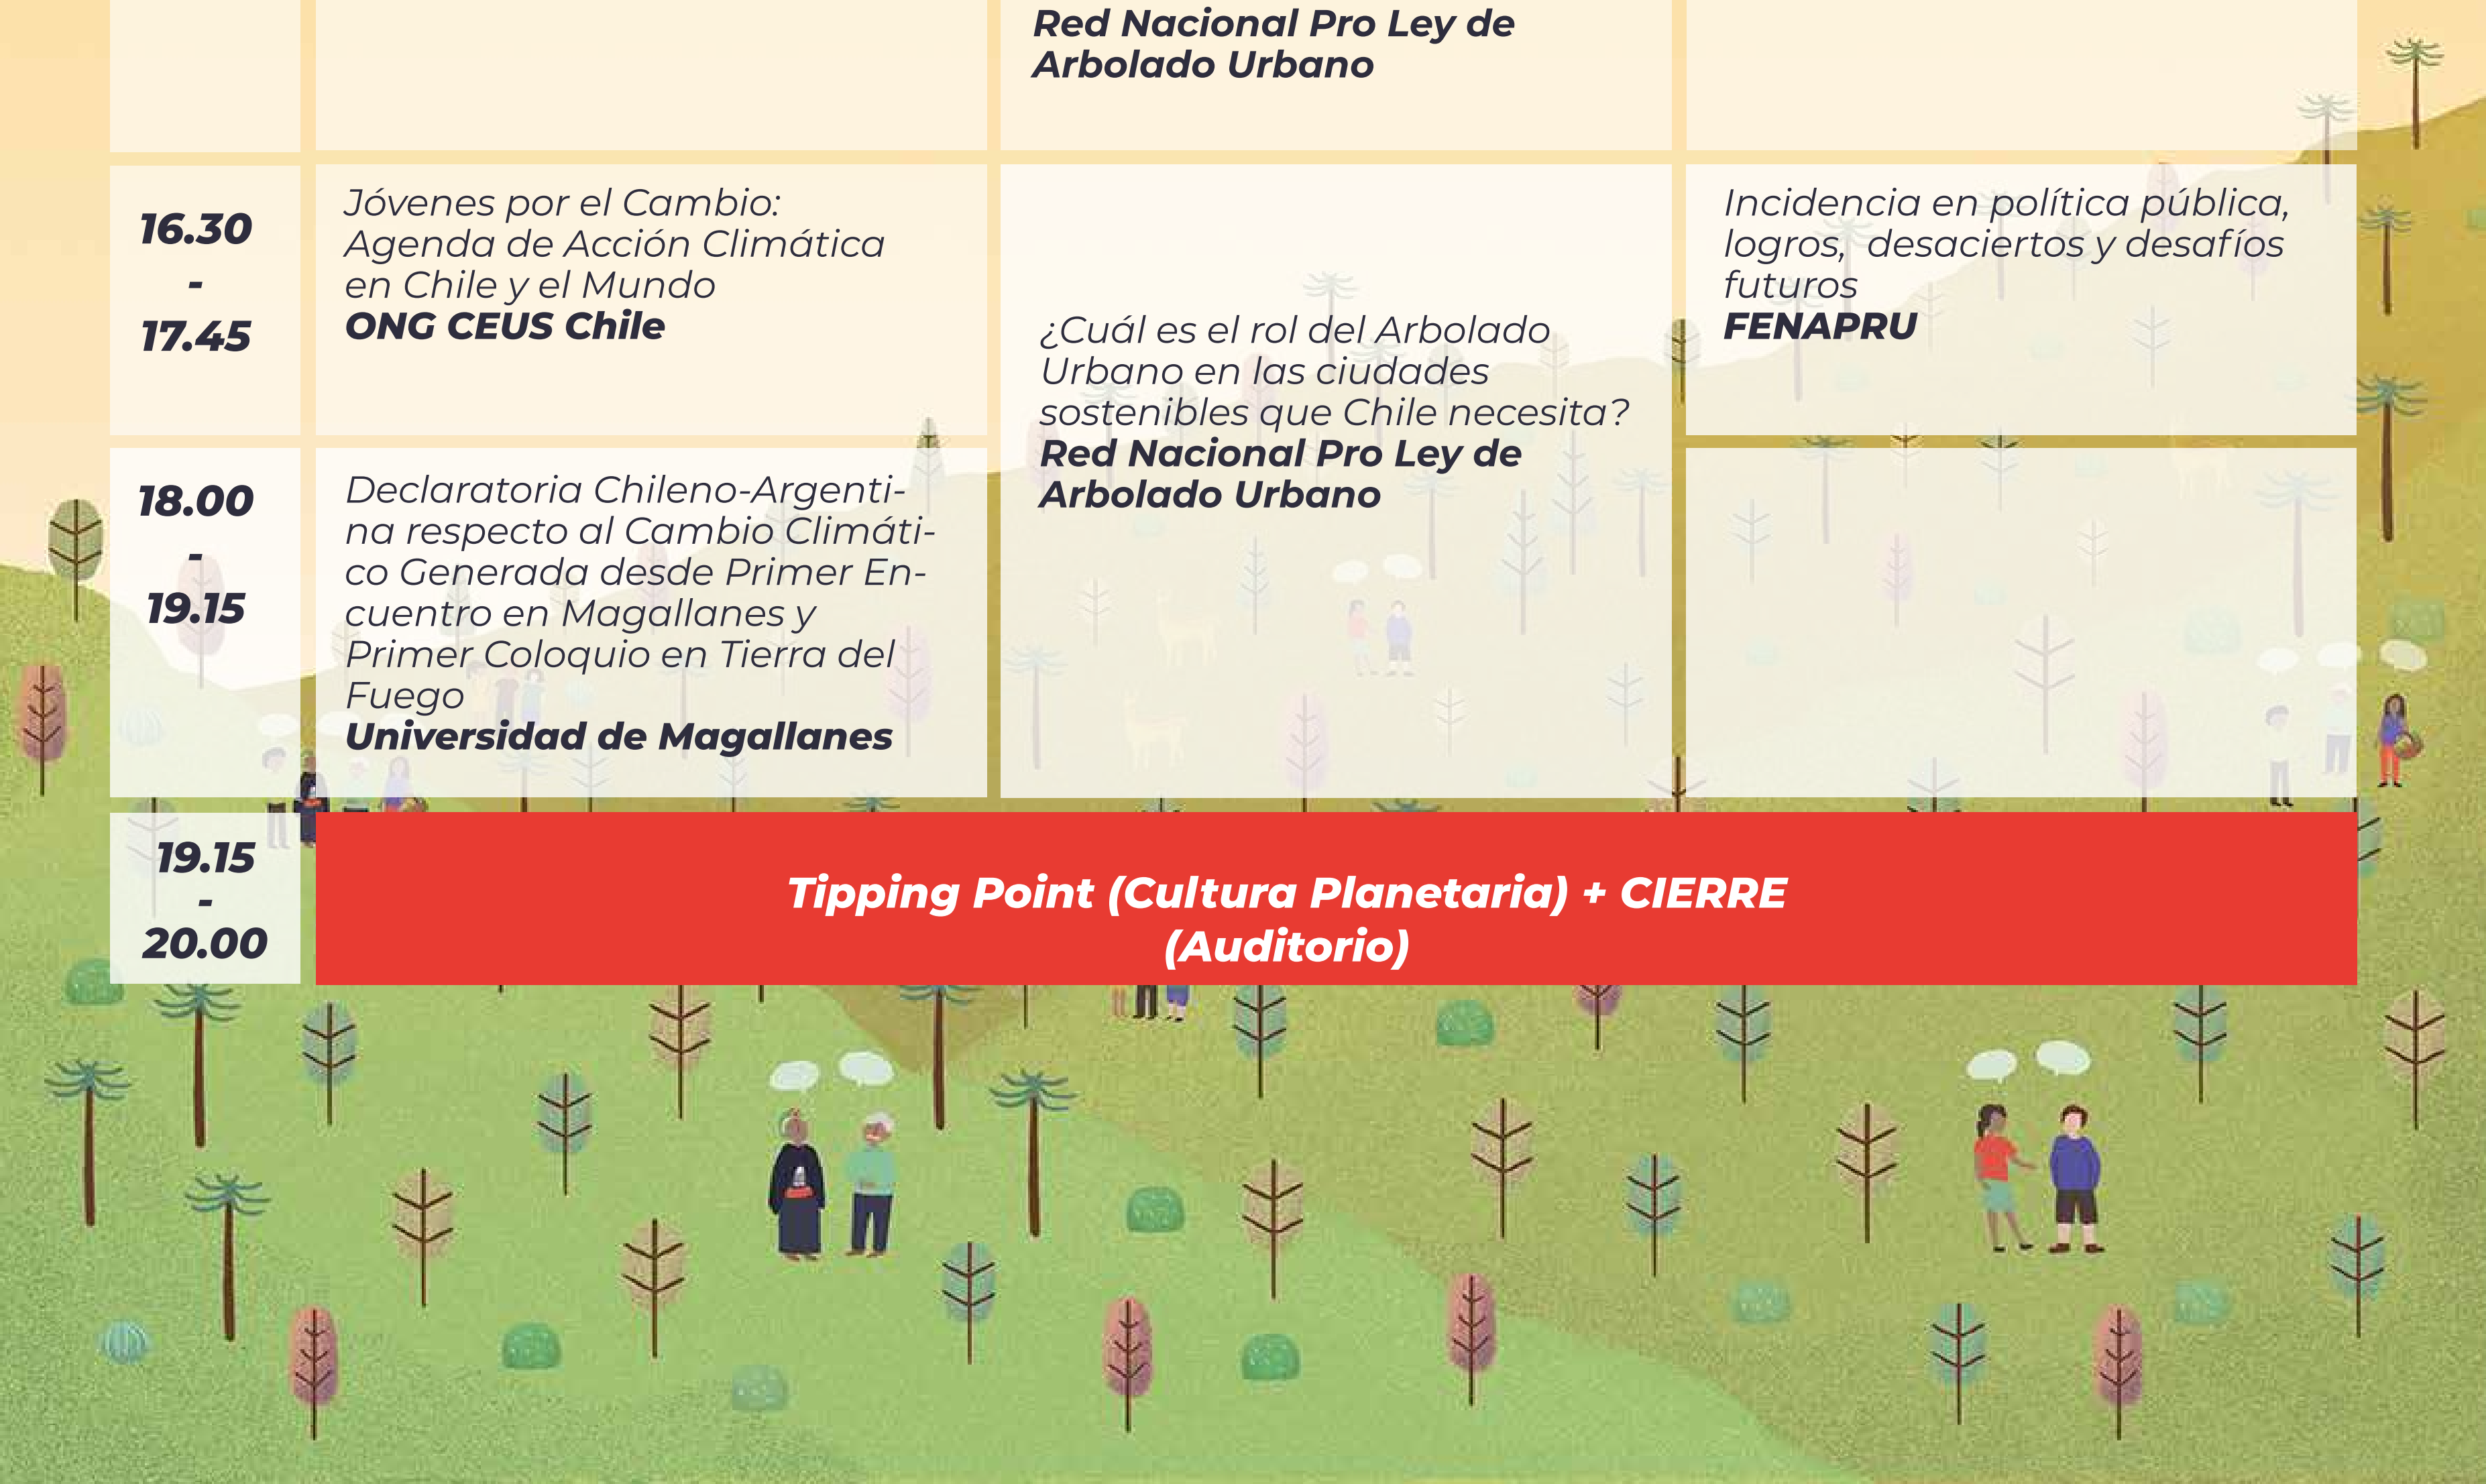 Red Nacional Pro Ley de
Arbolado Urbano
16.30
-
17.45
Jóvenes por el Cambio:
Agenda de Acción Climática
en Chile y el Mundo
ONG CEUS Chile
¿Cuál es el rol del Arbolado
Urbano en las ciudades
sostenibles que Chile necesita?
Red Nacional Pro Ley de
Arbolado Urbano
Incidencia en política pública,
logros,  desaciertos y desafíos
futuros
FENAPRU
18.00
-
19.15
Declaratoria Chileno-Argenti-
na respecto al Cambio Climáti-
co Generada desde Primer En-
cuentro en Magallanes y
Primer Coloquio en Tierra del
Fuego
Universidad de Magallanes
19.15
-
20.00
Tipping Point (Cultura Planetaria) + CIERRE
(Auditorio)